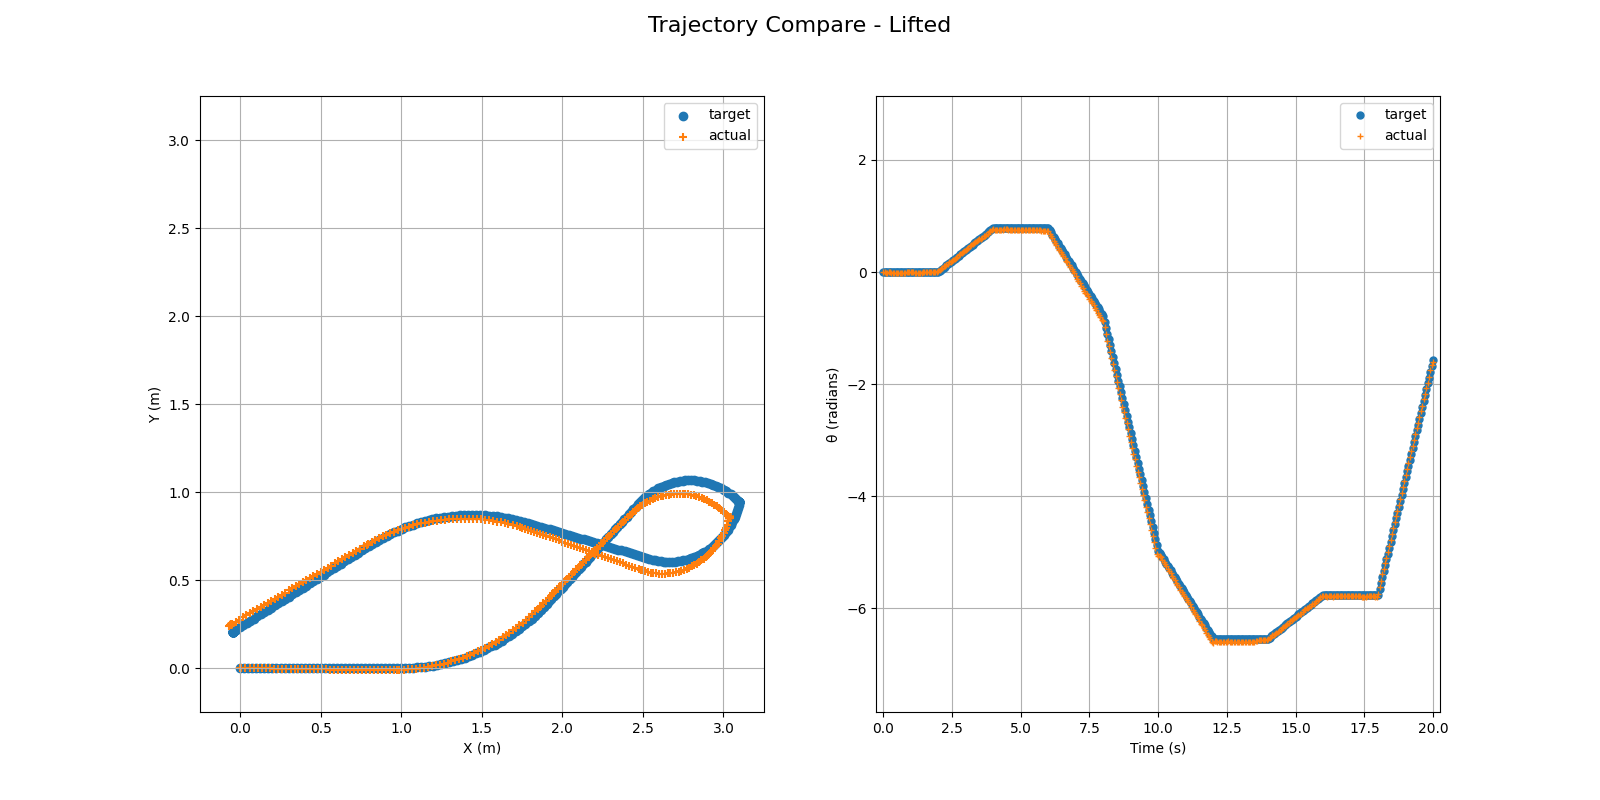 Trajectory Compare - Lifted
target
actual
3.0
2.5
2.0
1.5
1.0
0.5
0.0
Y (m)
0.0 0.5 1.0 1.5 2.0 2.5 3.0
X (m)
target
actual
2
0
−2
−4
−6
θ (radians)
0.0 2.5 5.0 7.5 10.0 12.5 15.0 17.5 20.0
Time (s)